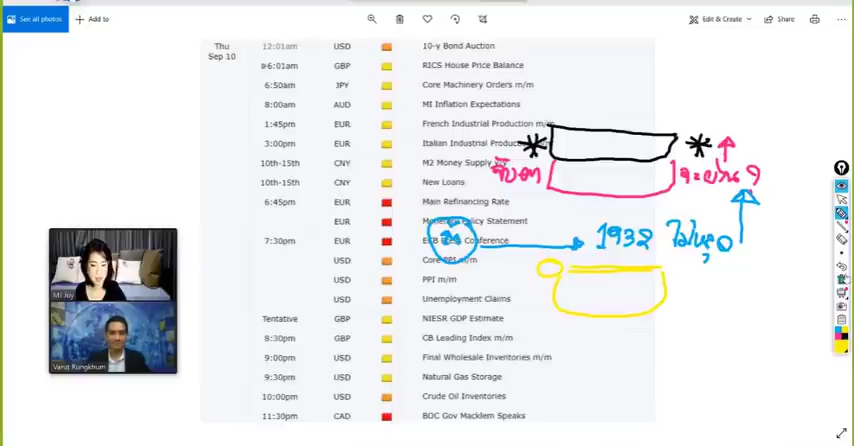 See all photos
Add to
Edit & Create
Share
Thu
Sep 10
12:01am USD 10-y Bond Auction
6:01am GBP RICS House Price Balance
6:50am JPY Core Machinery Orders m/m
8:00am AUD MI Inflation Expectations
1:45pm EUR French Industrial Production m/m
3:00pm EUR Italian Industrial
10th-15th CNY M2 Money Supply y/y
10th-15th CNY New Loans
6:45pm EUR Main Refinancing Rate
EUR Monetary Policy Statement
7:30pm EUR ECB Press Conference
1932
USD Core PPI m/m
USD PPI m/m
USD Unemployment Claims
Tentative GBP NIESR GDP Estimate
8:30pm GBP CB Leading Index m/m
9:00pm USD Final Wholesale Inventories m/m
9:30pm USD Natural Gas Storage
10:00pm USD Crude Oil Inventories
11:30pm CAD BOC Gov Macklem Speaks
MJ Joy
Varut Rungkhum